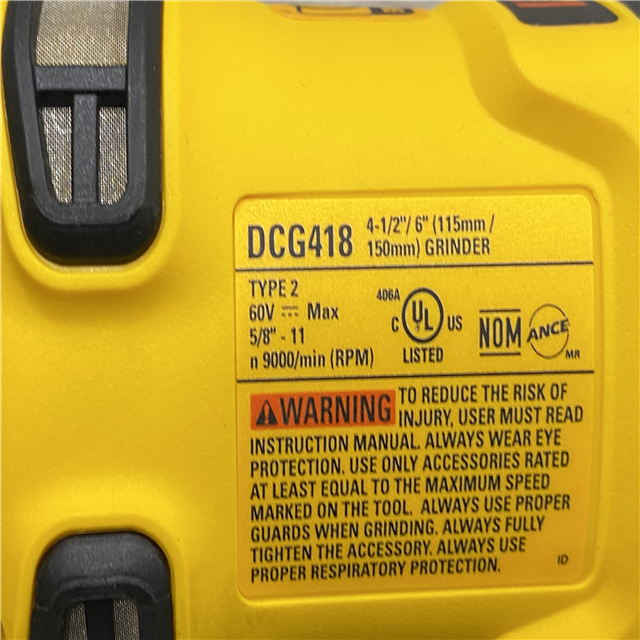 DCG418
4-1/2"/ 6" (115mm /
150mm) GRINDER
TYPE 2
60V ⎓ Max
5/8" - 11
n 9000/min (RPM)
406A
C UL US
LISTED
NOM
ANCE
MR
WARNING TO REDUCE THE RISK OF
INJURY, USER MUST READ
INSTRUCTION MANUAL. ALWAYS WEAR EYE
PROTECTION. USE ONLY ACCESSORIES RATED
AT LEAST EQUAL TO THE MAXIMUM SPEED
MARKED ON THE TOOL. ALWAYS USE PROPER
GUARDS WHEN GRINDING. ALWAYS FULLY
TIGHTEN THE ACCESSORY. ALWAYS USE
PROPER RESPIRATORY PROTECTION.
ID